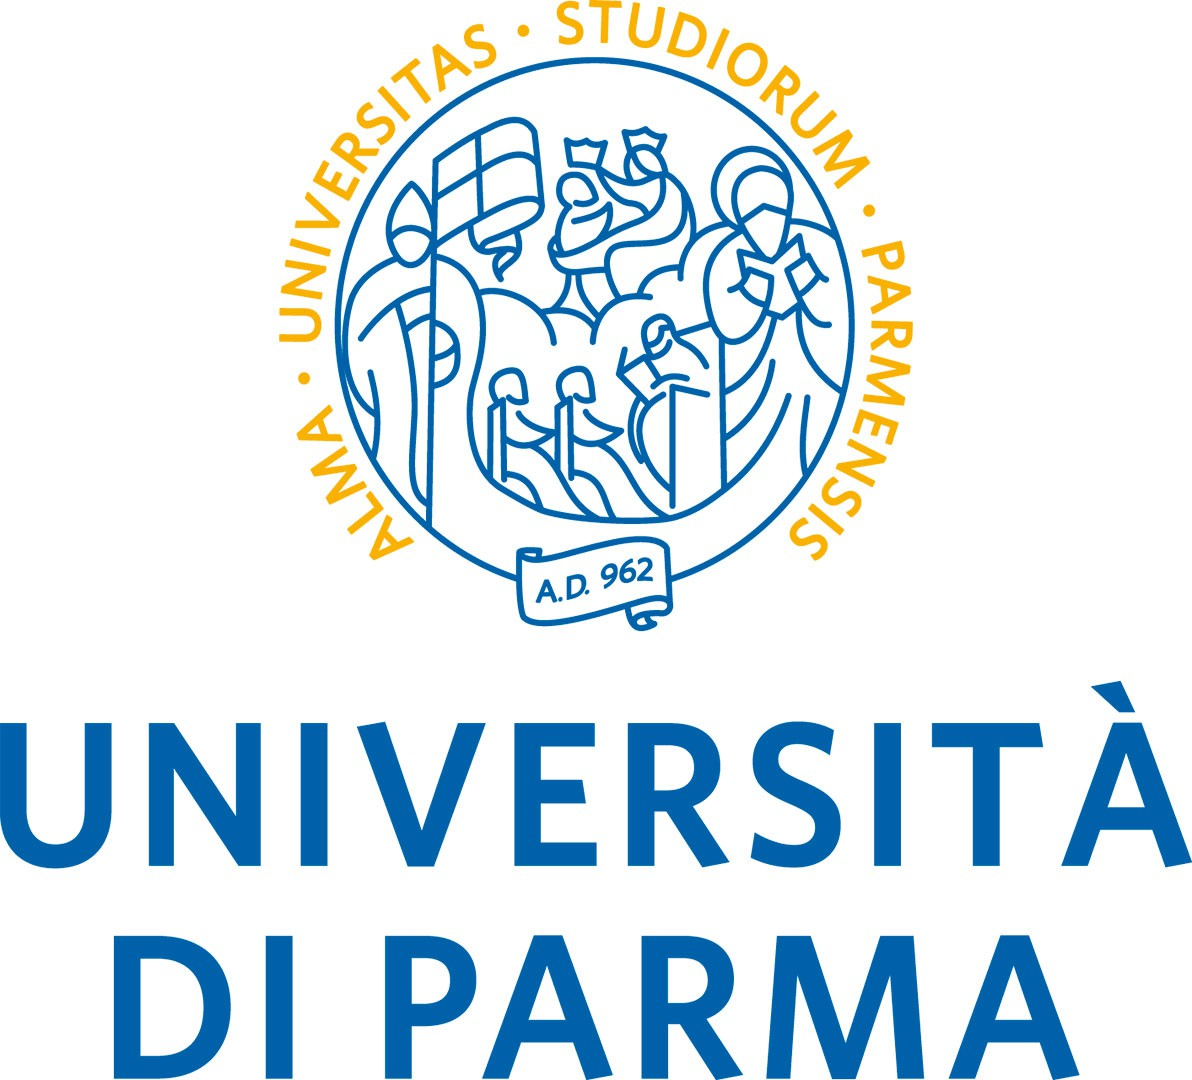 ALMA · UNIVERSITAS · STUDIORUM · PARMENSIS
A.D. 962
UNIVERSITÀ
DI PARMA